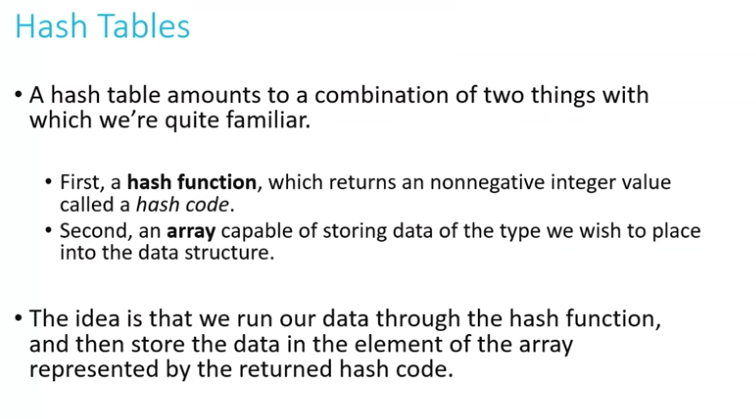 Hash Tables
• A hash table amounts to a combination of two things with
which we're quite familiar.
• First, a hash function, which returns an nonnegative integer value
called a hash code.
• Second, an array capable of storing data of the type we wish to place
into the data structure.
• The idea is that we run our data through the hash function,
and then store the data in the element of the array
represented by the returned hash code.